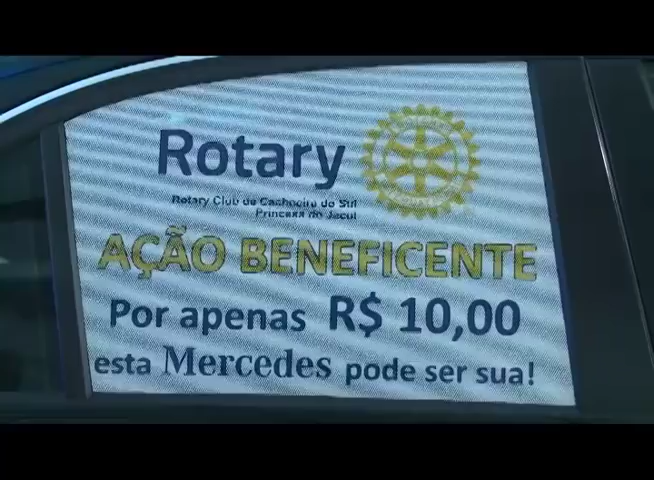 Rotary
Rotary Club de Cachoeira do Sul
Princesa do Jacuí
AÇÃO BENEFICENTE
Por apenas R$ 10,00
esta Mercedes pode ser sua!